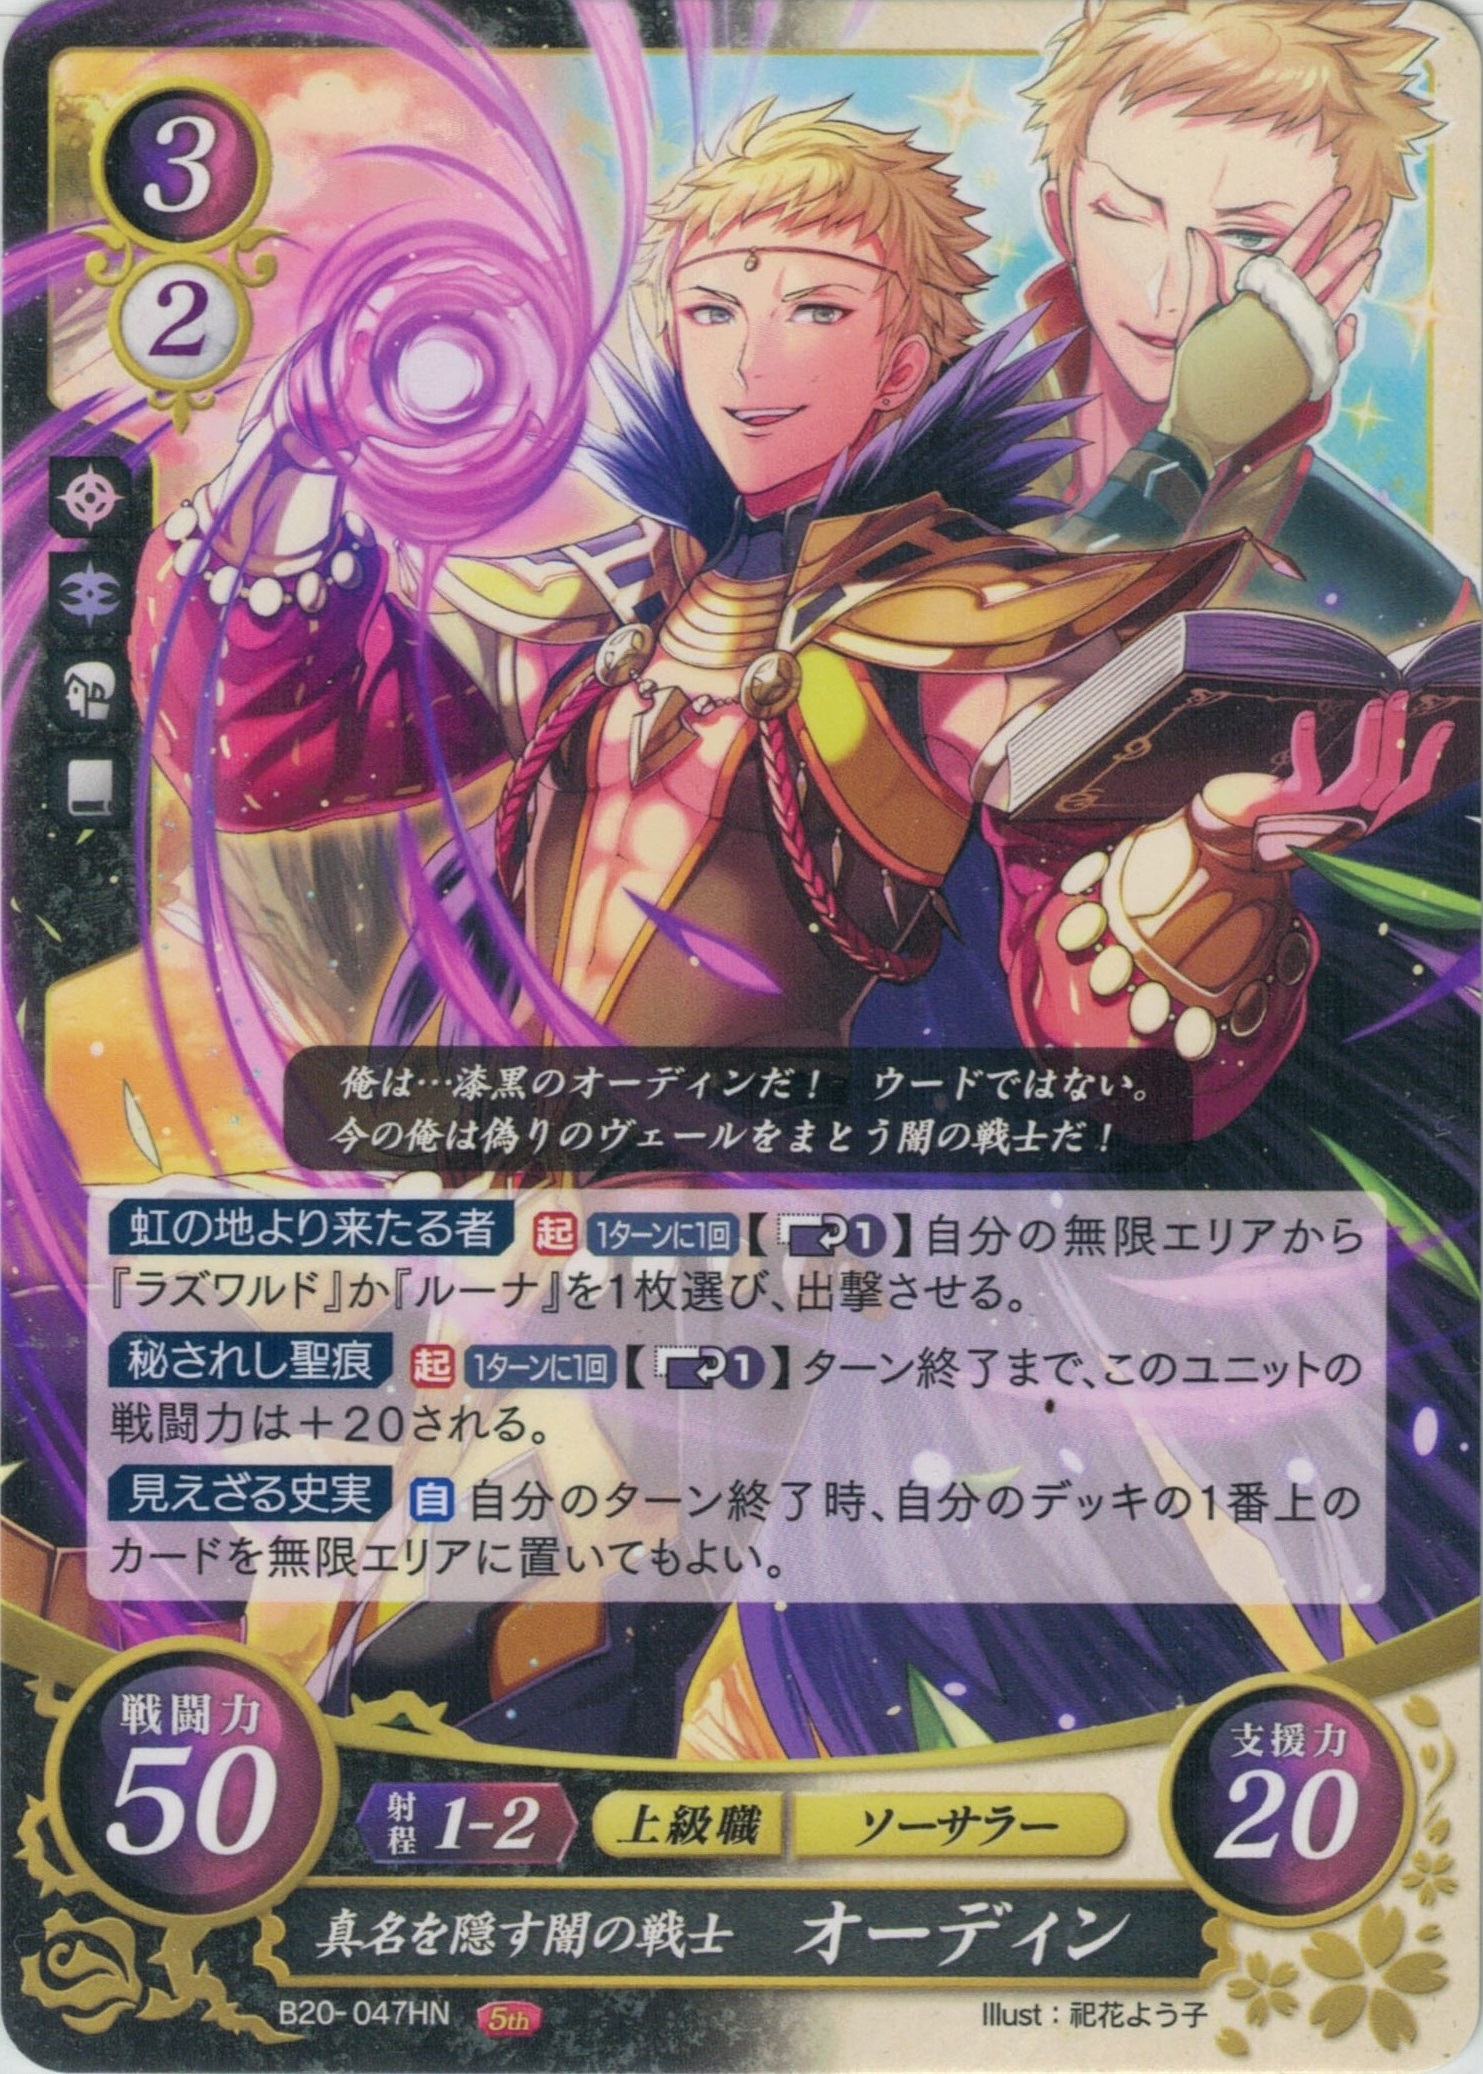 3
2
俺は…漆黒のオーディンだ！　ウードではない。
今の俺は偽りのヴェールをまとう闇の戦士だ！
虹の地より来たる者 起 1ターンに1回【1】自分の無限エリアから
『ラズワルド』か『ルーナ』を1枚選び、出撃させる。
秘されし聖痕 起 1ターンに1回【1】ターン終了まで、このユニットの
戦闘力は＋20される。
見えざる史実 自 自分のターン終了時、自分のデッキの1番上の
カードを無限エリアに置いてもよい。
戦闘力
50
射程 1-2
上級職 ソーサラー
支援力
20
真名を隠す闇の戦士　オーディン
B20-047HN 5th
Illust：祀花よう子